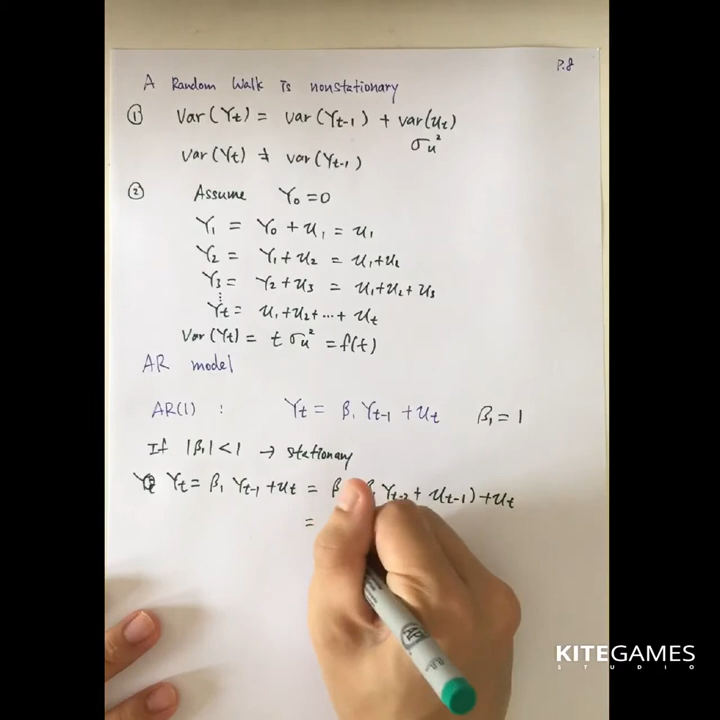 P.8
A Random Walk Is nonstationary
① Var(Yt) = var(Yt-1) + var(ut)
σu²
Var(Yt) ≠ var(Yt-1)
② Assume Y0 = 0
Y1 = Y0 + u1 = u1
Y2 = Y1 + u2 = u1 + u2
Y3 = Y2 + u3 = u1 + u2 + u3
⋮
Yt = u1 + u2 + ... + ut
Var(Yt) = t σu² = f(t)
AR model
AR(1) : Yt = β1 Yt-1 + ut β1 = 1
If |β1| < 1 → stationary
Yt = β1 Yt-1 + ut = β Yt-2 + ut-1) + ut
=
KITEGAMES
STUDIO